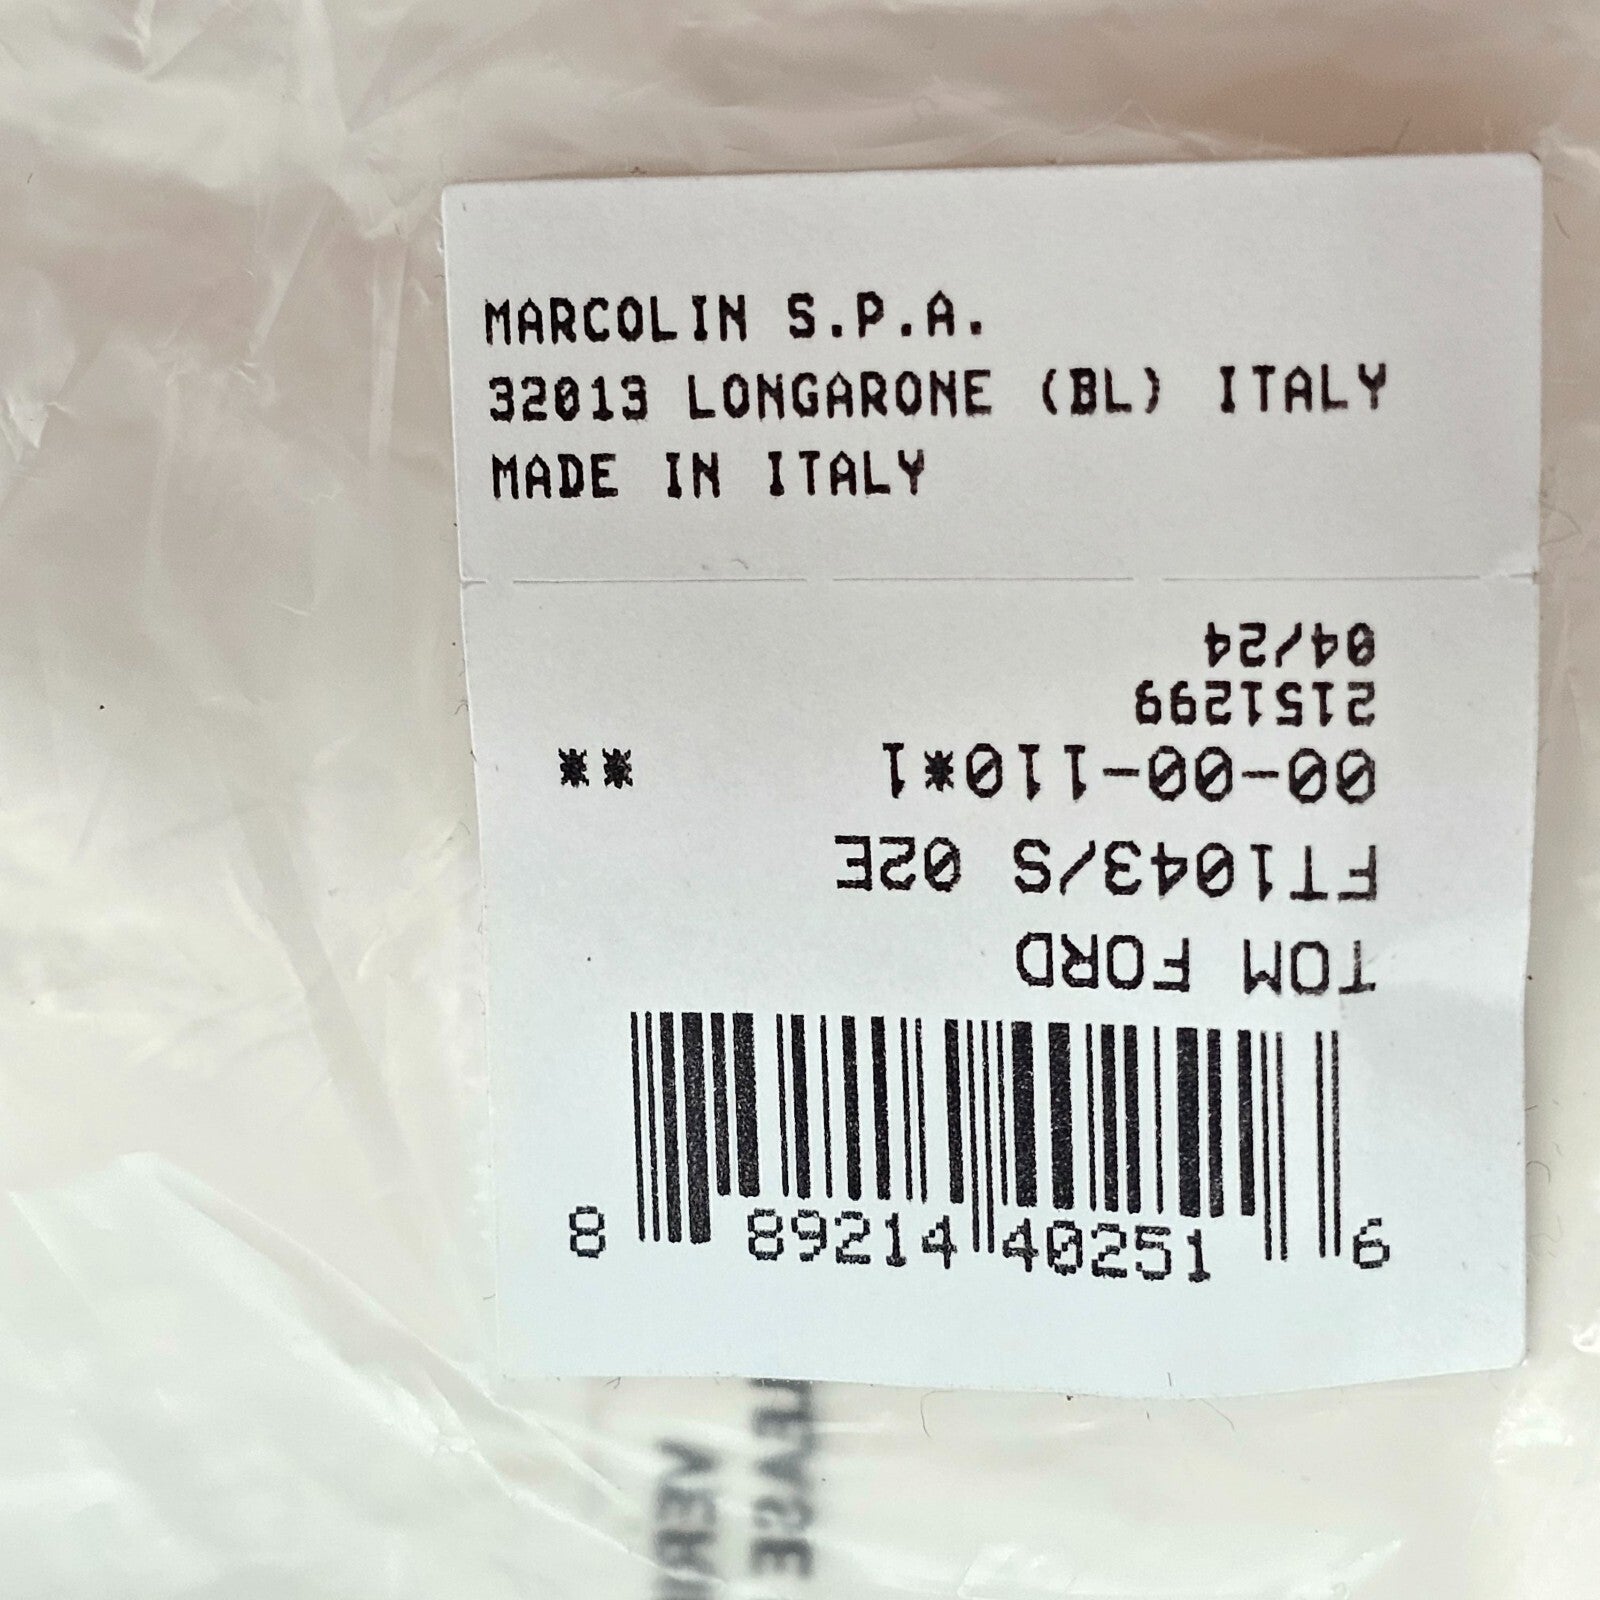 MARCOLIN S.P.A.
32013 LONGARONE (BL) ITALY
MADE IN ITALY
04/24
2151299
00-00-110*1 **
FT1043/S 02E
TOM FORD
8 89214 40251 6